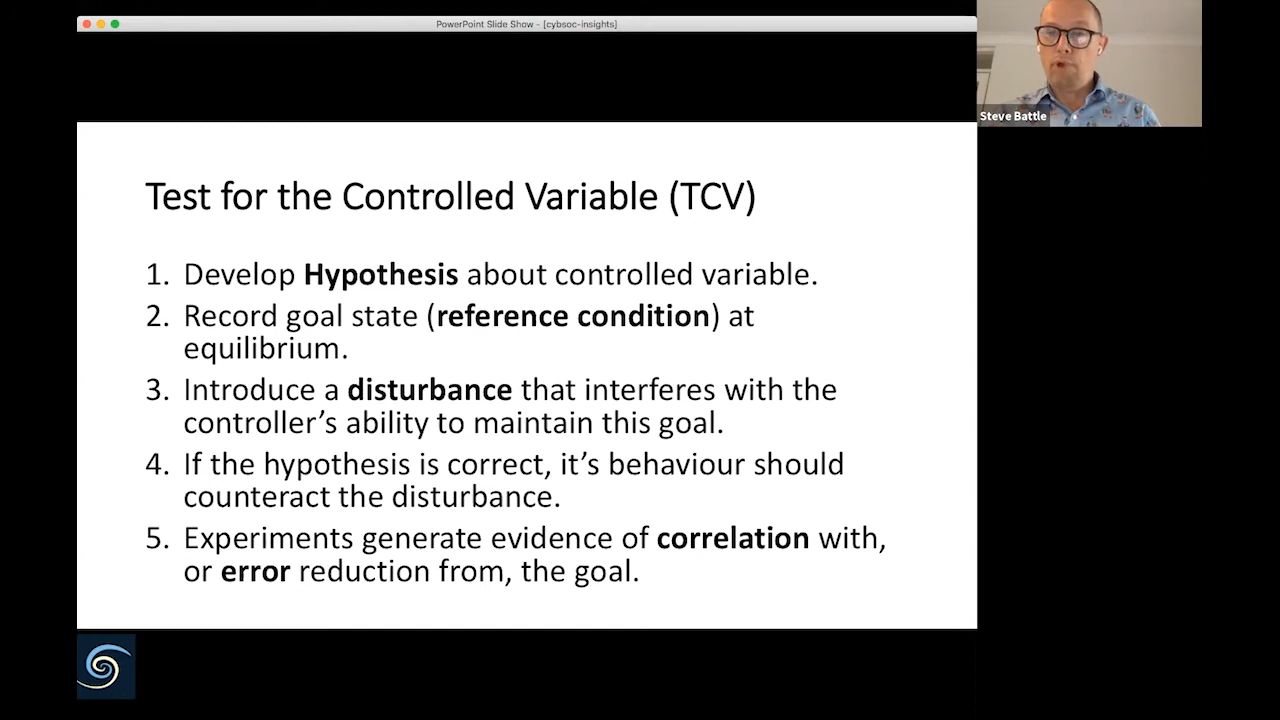 PowerPoint Slide Show - [cybsoc-insights]
Steve Battle
Test for the Controlled Variable (TCV)
1. Develop Hypothesis about controlled variable.
2. Record goal state (reference condition) at
equilibrium.
3. Introduce a disturbance that interferes with the
controller’s ability to maintain this goal.
4. If the hypothesis is correct, it’s behaviour should
counteract the disturbance.
5. Experiments generate evidence of correlation with,
or error reduction from, the goal.